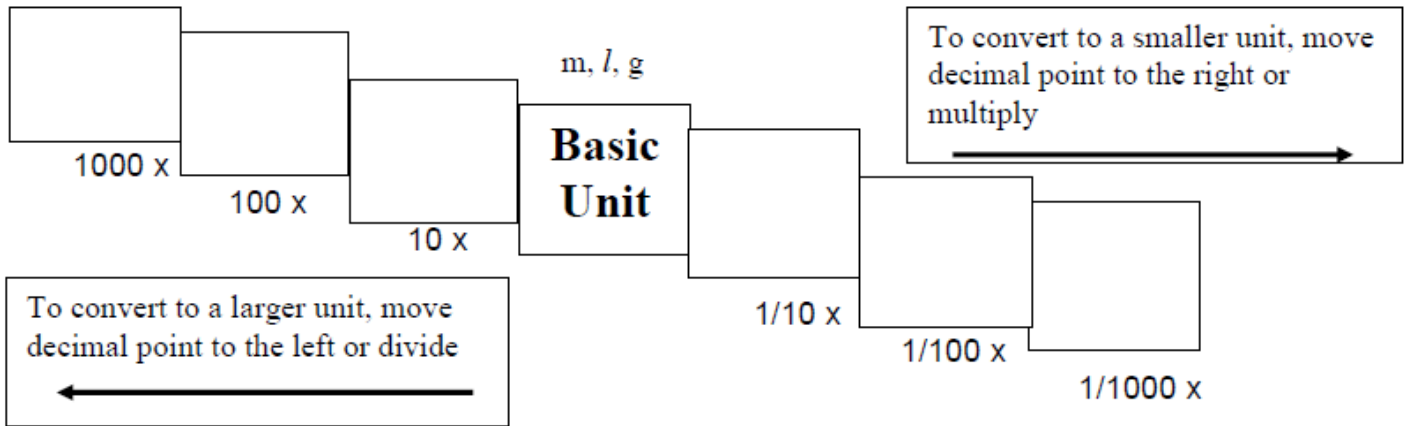 m, l, g
To convert to a smaller unit, move
decimal point to the right or
multiply
Basic
Unit
1000 x
100 x
10 x
1/10 x
1/100 x
1/1000 x
To convert to a larger unit, move
decimal point to the left or divide